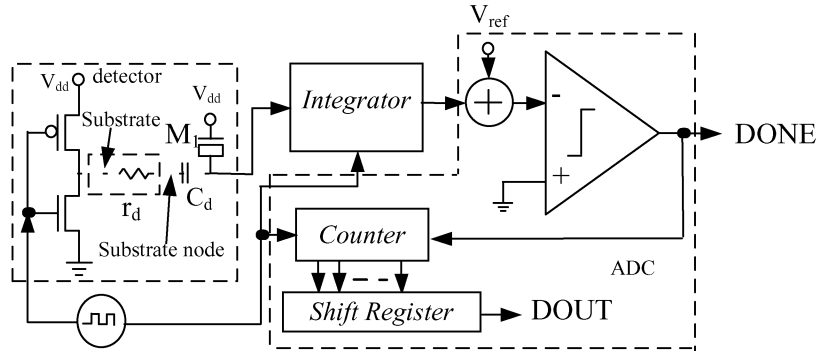 V_ref
V_dd
detector
V_dd
Substrate
M_1
Integrator
-
+
DONE
r_d
C_d
Substrate node
Counter
ADC
Shift Register
DOUT